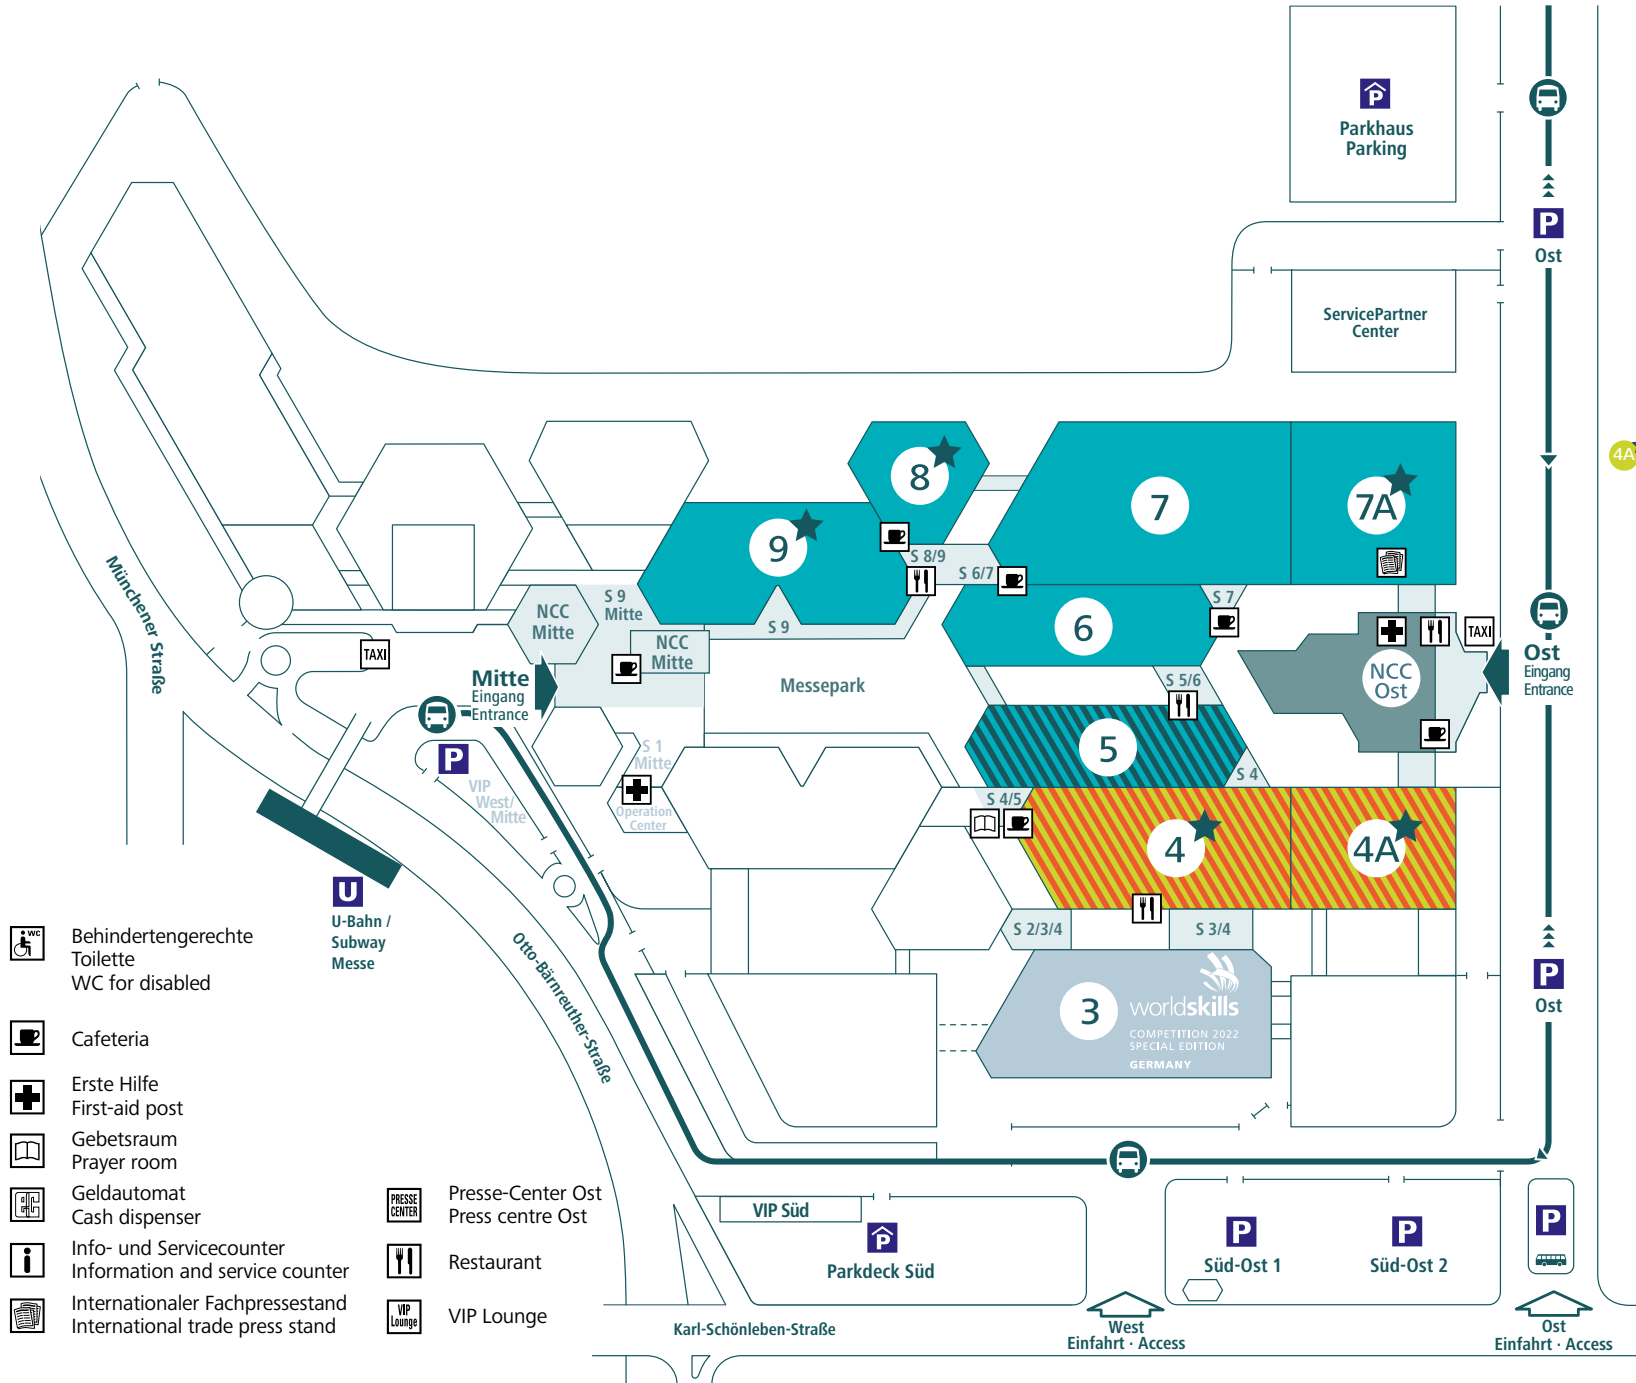 Parkhaus
Parking
P
Ost
ServicePartner
Center
4A
8
7
7A
9
S 8/9
S 6/7
S 7
6
S 9
Mitte
NCC
Mitte
S 9
NCC
Mitte
TAXI
TAXI
Münchener Straße
Mitte
Eingang
Entrance
Messepark
S 5/6
NCC
Ost
Ost
Eingang
Entrance
5
S 4
S 1
Mitte
P
VIP
West/
Mitte
Operation
Center
S 4/5
4
4A
U
U-Bahn /
Subway
Messe
Otto-Bärnreuther-Straße
S 2/3/4
S 3/4
P
Ost
3
worldskills
COMPETITION 2022
SPECIAL EDITION
GERMANY
WC
Behindertengerechte
Toilette
WC for disabled
Cafeteria
Erste Hilfe
First-aid post
Gebetsraum
Prayer room
Geldautomat
Cash dispenser
i
Info- und Servicecounter
Information and service counter
Internationaler Fachpressestand
International trade press stand
PRESSE
CENTER
Presse-Center Ost
Press centre Ost
Restaurant
VIP
Lounge
VIP Lounge
VIP Süd
P
Parkdeck Süd
P
Süd-Ost 1
P
Süd-Ost 2
P
Karl-Schönleben-Straße
West
Einfahrt · Access
Ost
Einfahrt · Access